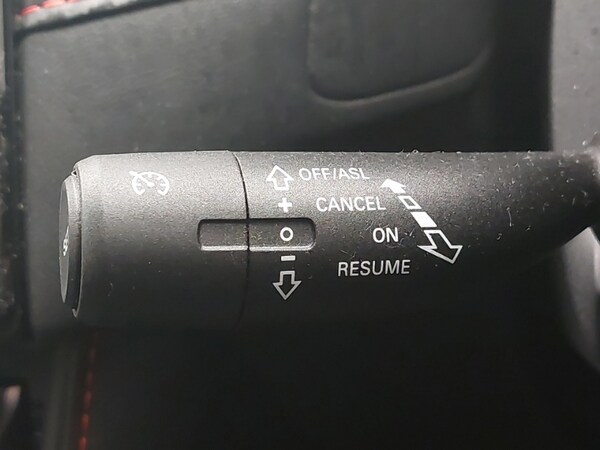 OFF/ASL
+ CANCEL
O ON
– RESUME